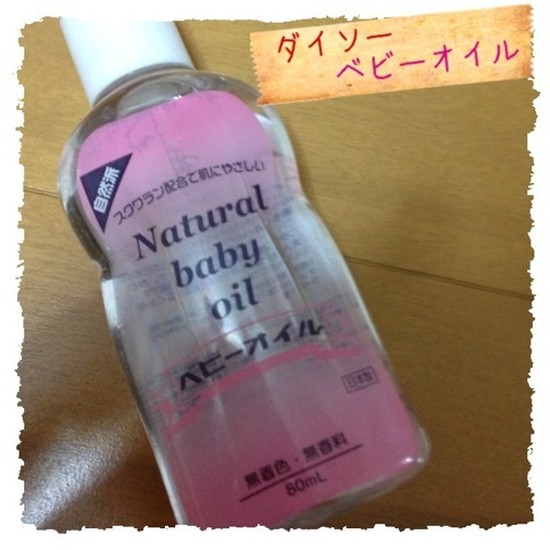 ダイソー
ベビーオイル
自然派
スクワラン配合で肌にやさしい
Natural
baby
oil
ベビーオイル
日本製
無着色・無香料
80mL